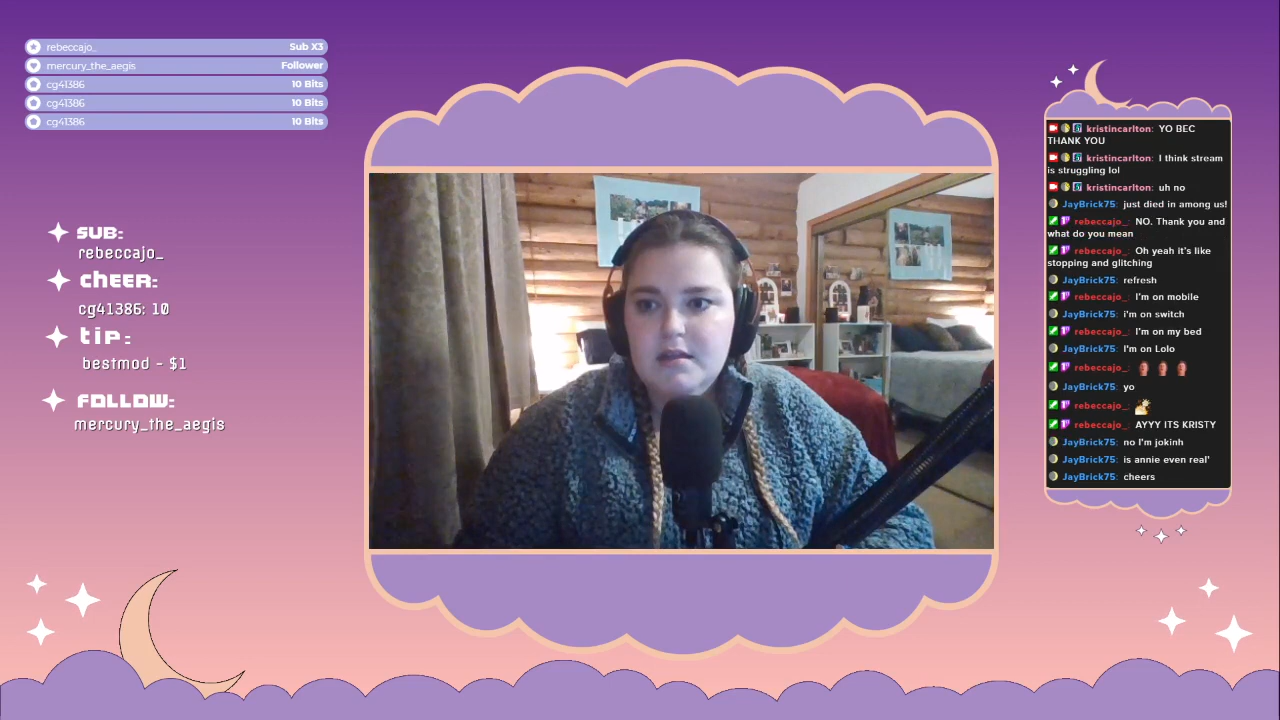 rebeccajo_ Sub X3
mercury_the_aegis Follower
cg41386 10 Bits
cg41386 10 Bits
cg41386 10 Bits
SUB:
rebeccajo_
CHEER:
cg41386: 10
TIP:
bestmod - $1
FOLLOW:
mercury_the_aegis
kristincarlton: YO BEC
THANK YOU
kristincarlton: I think stream
is struggling lol
kristincarlton: uh no
JayBrick75: just died in among us!
rebeccajo_: NO. Thank you and
what do you mean
rebeccajo_: Oh yeah it's like
stopping and glitching
JayBrick75: refresh
rebeccajo_: I'm on mobile
JayBrick75: i'm on switch
rebeccajo_: I'm on my bed
JayBrick75: I'm on Lolo
rebeccajo_:
JayBrick75: yo
rebeccajo_:
rebeccajo_: AYYY ITS KRISTY
JayBrick75: no I'm jokinh
JayBrick75: is annie even real'
JayBrick75: cheers